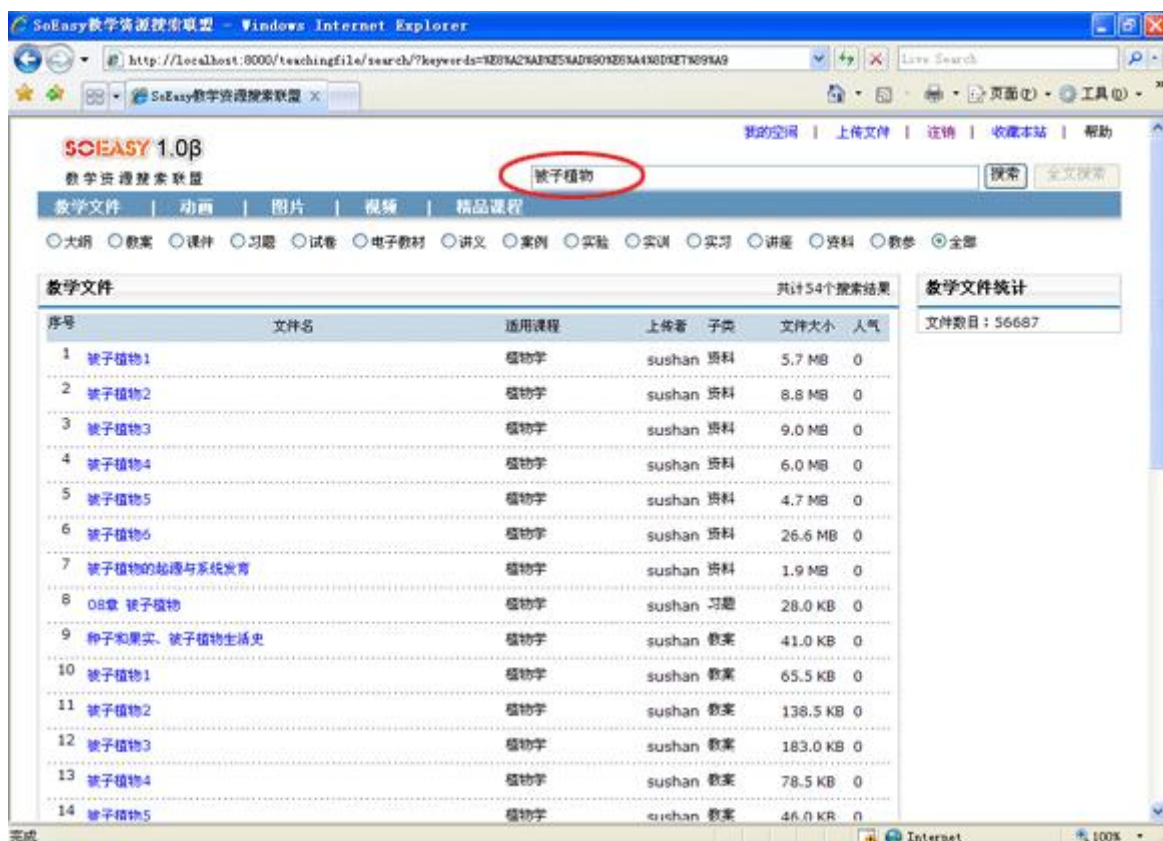 SoEasy教学资源搜索联盟 - Windows Internet Explorer
http://localhost:8000/teachingfile/search/?keywords=%E8%A2%AB%E5%AD%90%E6%A4%8D%E7%89%A9
Live Search
SoEasy教学资源搜索联盟
页面(P) 工具(O)
我的空间 | 上传文件 | 注销 | 收藏本站 | 帮助
SOEASY 1.0β
教学资源搜索联盟
被子植物 搜索 全文搜索
教学文件 | 动画 | 图片 | 视频 | 精品课程
大纲 教案 课件 习题 试卷 电子教材 讲义 案例 实验 实训 实习 讲座 资料 教参 全部
教学文件 共计54个搜索结果 教学文件统计
序号 文件名 适用课程 上传者 子类 文件大小 人气 文件数目:56687
1 被子植物1 植物学 sushan 资料 5.7 MB 0
2 被子植物2 植物学 sushan 资料 8.8 MB 0
3 被子植物3 植物学 sushan 资料 9.0 MB 0
4 被子植物4 植物学 sushan 资料 6.0 MB 0
5 被子植物5 植物学 sushan 资料 4.7 MB 0
6 被子植物6 植物学 sushan 资料 26.6 MB 0
7 被子植物的起源与系统发育 植物学 sushan 资料 1.9 MB 0
8 08章 被子植物 植物学 sushan 习题 28.0 KB 0
9 种子和果实、被子植物生活史 植物学 sushan 教案 41.0 KB 0
10 被子植物1 植物学 sushan 教案 65.5 KB 0
11 被子植物2 植物学 sushan 教案 138.5 KB 0
12 被子植物3 植物学 sushan 教案 183.0 KB 0
13 被子植物4 植物学 sushan 教案 78.5 KB 0
14 被子植物5 植物学 sushan 教案 46.0 KB 0
完成 Internet 100%